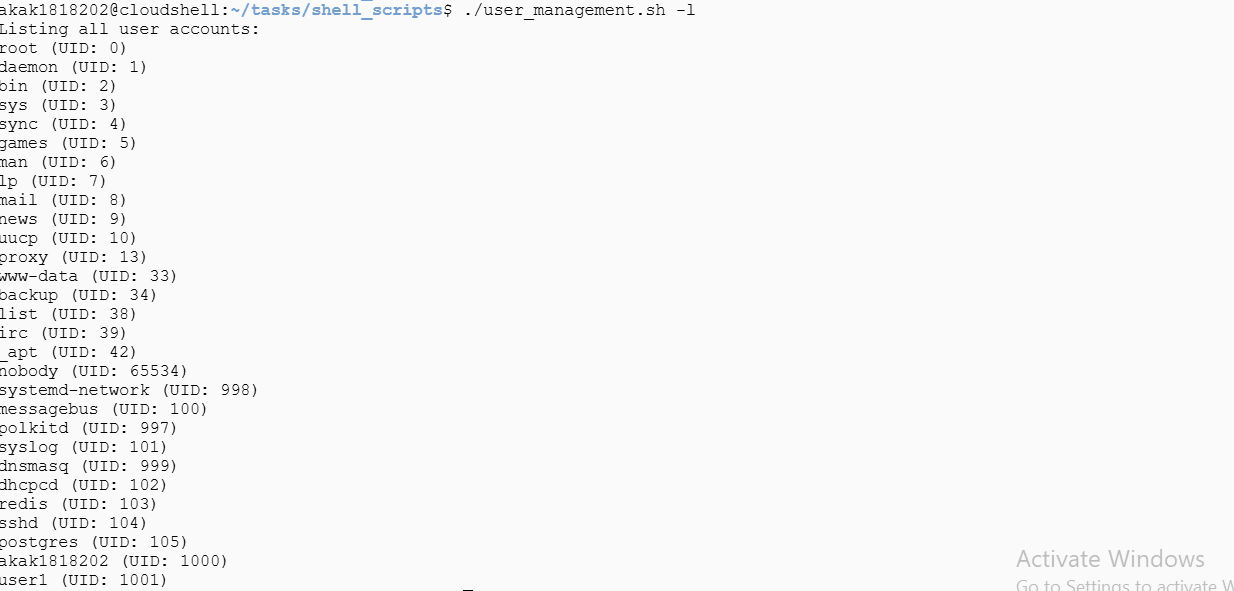 akak1818202@cloudshell:~/tasks/shell_scripts$ ./user_management.sh -l
Listing all user accounts:
root (UID: 0)
daemon (UID: 1)
bin (UID: 2)
sys (UID: 3)
sync (UID: 4)
games (UID: 5)
man (UID: 6)
lp (UID: 7)
mail (UID: 8)
news (UID: 9)
uucp (UID: 10)
proxy (UID: 13)
www-data (UID: 33)
backup (UID: 34)
list (UID: 38)
irc (UID: 39)
_apt (UID: 42)
nobody (UID: 65534)
systemd-network (UID: 998)
messagebus (UID: 100)
polkitd (UID: 997)
syslog (UID: 101)
dnsmasq (UID: 999)
dhcpcd (UID: 102)
redis (UID: 103)
sshd (UID: 104)
postgres (UID: 105)
akak1818202 (UID: 1000)
user1 (UID: 1001)
Activate Windows
Go to Settings to activate W